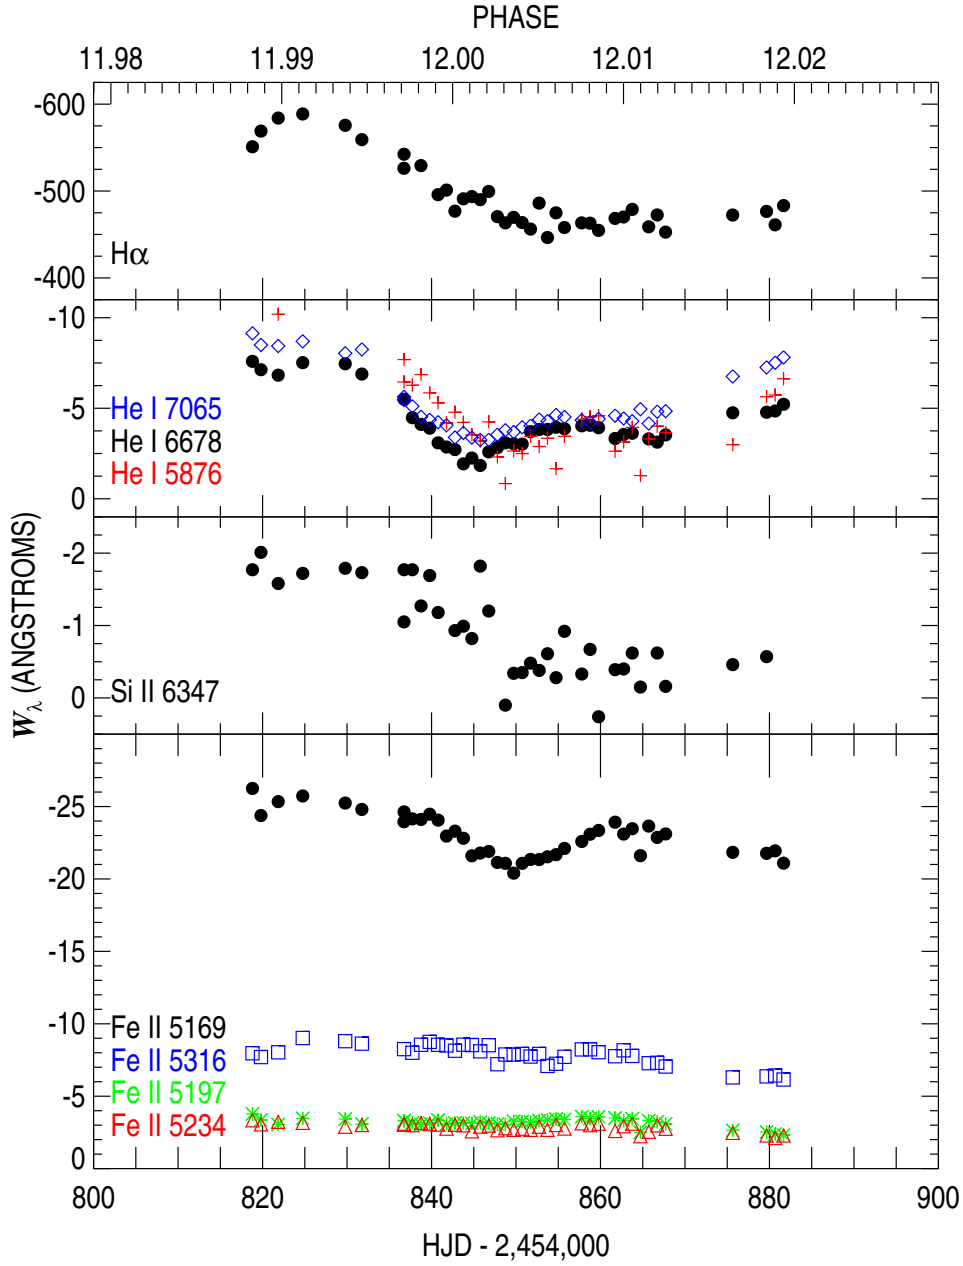 PHASE
11.98 11.99 12.00 12.01 12.02
-600
-500
-400
Hα
-10
-5
0
He I 7065
He I 6678
He I 5876
-2
-1
0
Si II 6347
W_λ (ANGSTROMS)
-25
-20
-15
-10
-5
0
Fe II 5169
Fe II 5316
Fe II 5197
Fe II 5234
800 820 840 860 880 900
HJD - 2,454,000